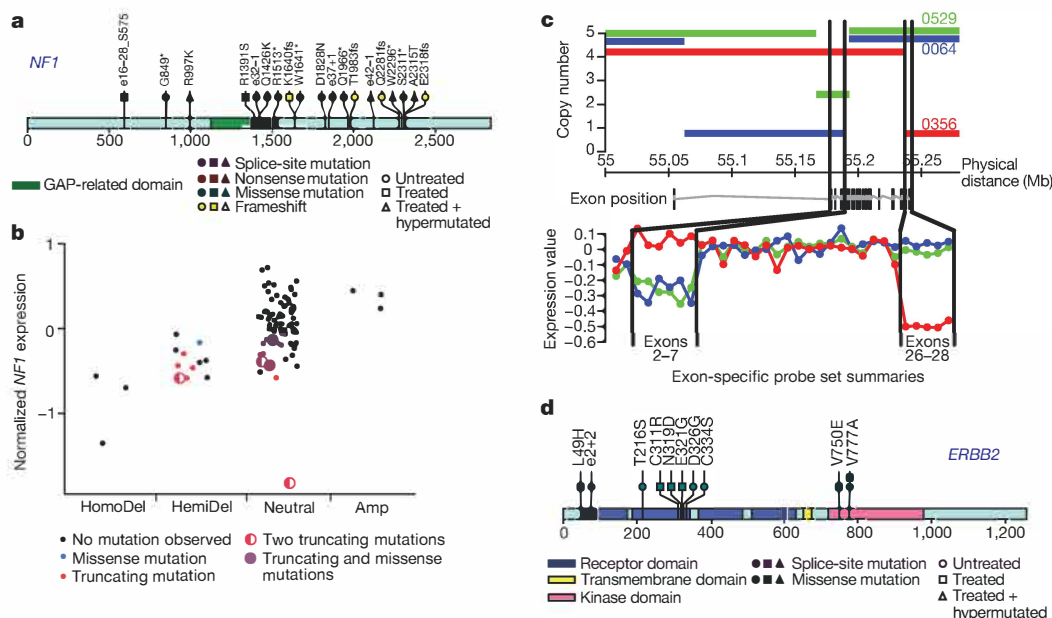 a
NF1
e16–28_S575
G849*
R997K
R1391S
e32–1
Q1426K
R1513*
K1640fs
W1641*
D1828N
e37+1
Q1966*
T1983fs
e42–1
Q2281fs
W2296*
S2311*
A2315T
E2318fs
0 500 1,000 1,500 2,000 2,500
GAP-related domain
Splice-site mutation
Nonsense mutation
Missense mutation
Frameshift
Untreated
Treated
Treated +
hypermutated
b
Normalized NF1 expression
1
0
−1
HomoDel HemiDel Neutral Amp
No mutation observed
Missense mutation
Truncating mutation
Two truncating mutations
Truncating and missense
mutations
c
Copy number
5
4
3
2
1
0
0529
0064
0356
55 55.05 55.1 55.15 55.2 55.25
Physical
distance (Mb)
Exon position
Expression value
0.1
−0.1
−0.1
−0.2
−0.3
−0.4
−0.5
−0.6
Exons
2–7
Exons
26–28
Exon-specific probe set summaries
d
ERBB2
L49H
e2+2
T216S
C311R
N319D
E321G
D326G
C334S
V750E
V777A
0 200 400 600 800 1,000 1,200
Receptor domain
Transmembrane domain
Kinase domain
Splice-site mutation
Missense mutation
Untreated
Treated
Treated +
hypermutated